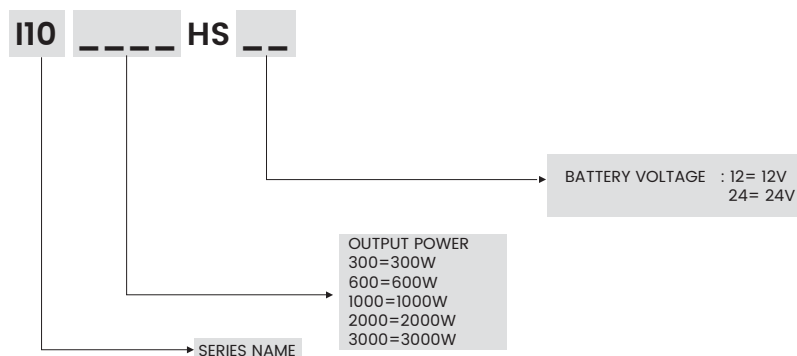 I10 _ _ _ _ HS _ _
BATTERY VOLTAGE : 12= 12V
24= 24V
OUTPUT POWER
300=300W
600=600W
1000=1000W
2000=2000W
3000=3000W
SERIES NAME